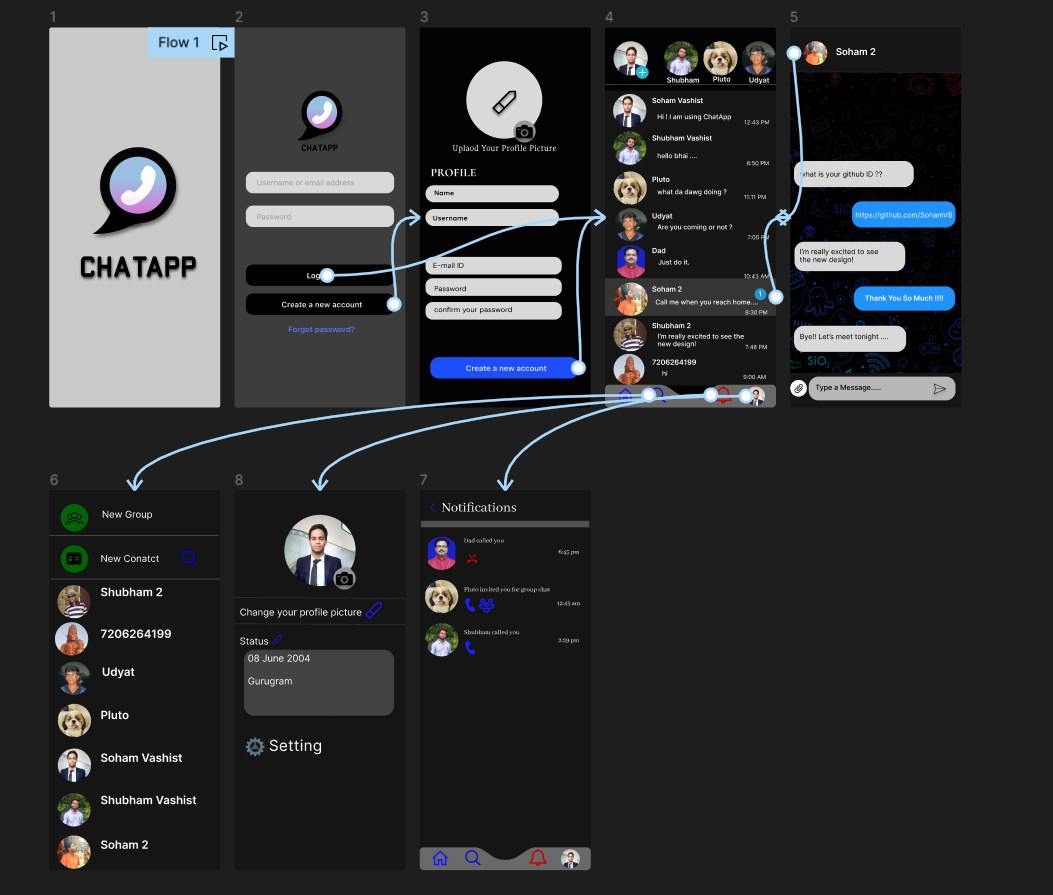 1
Flow 1
CHATAPP
2
CHATAPP
Username or email address
Password
Log
Create a new account
Forgot password?
3
Uplaod Your Profile Picture
PROFILE
Name
Username
E-mail ID
Password
confirm your password
Create a new account
4
Shubham
Pluto
Udyat
Soham Vashist
Hi ! I am using ChatApp
12:43 PM
Shubham Vashist
hello bhai ....
6:50 PM
Pluto
what da dawg doing ?
11:11 PM
Udyat
Are you coming or not ?
7:00 PM
Dad
Just do it.
10:43 AM
Soham 2
Call me when you reach home....
1
8:30 PM
Shubham 2
I'm really excited to see the
new design!
7:48 PM
7206264199
hi
9:00 AM
5
Soham 2
what is your github ID ??
https://github.com/SohamV8
I'm really excited to see
the new design!
Thank You So Much !!!!
Bye!! Let's meet tonight ....
SiO.
Type a Message.....
6
New Group
New Conatct
Shubham 2
7206264199
Udyat
Pluto
Soham Vashist
Shubham Vashist
Soham 2
8
Change your profile picture
Status
08 June 2004
Gurugram
Setting
7
Notifications
Dad called you
6:45 pm
Pluto invited you for group chat
12:45 am
Shubham called you
2:29 pm